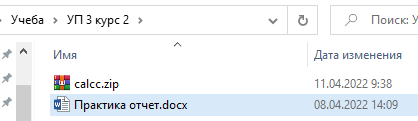 Учеба › УП 3 курс 2 Поиск: У
Имя Дата изменения
calcc.zip 11.04.2022 9:38
Практика отчет.docx 08.04.2022 14:09